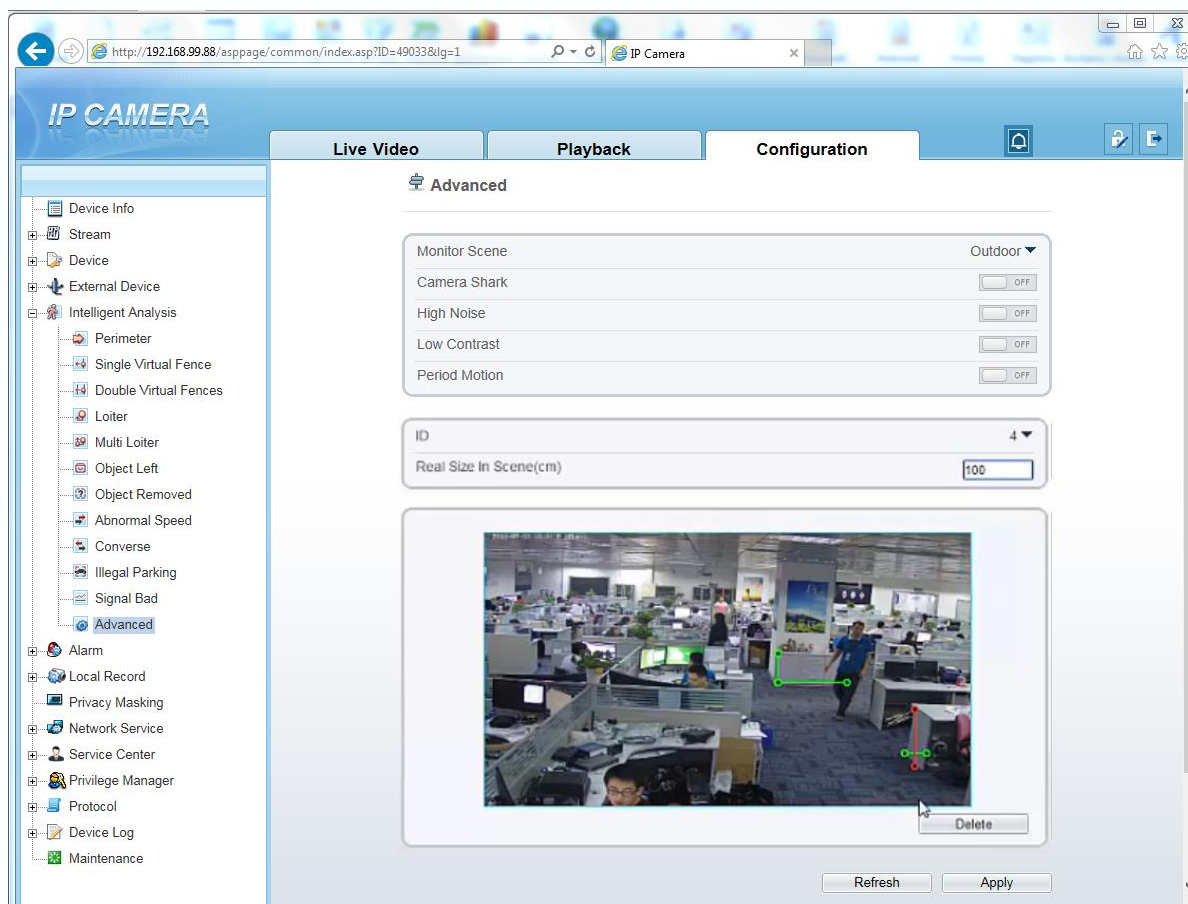 http://192.168.99.88/asppage/common/index.asp?ID=49033&lg=1
IP Camera
IP CAMERA
Live Video
Playback
Configuration
Advanced
Device Info
Stream
Device
External Device
Intelligent Analysis
Perimeter
Single Virtual Fence
Double Virtual Fences
Loiter
Multi Loiter
Object Left
Object Removed
Abnormal Speed
Converse
Illegal Parking
Signal Bad
Advanced
Alarm
Local Record
Privacy Masking
Network Service
Service Center
Privilege Manager
Protocol
Device Log
Maintenance
Monitor Scene Outdoor
Camera Shark OFF
High Noise OFF
Low Contrast OFF
Period Motion OFF
ID 4
Real Size In Scene(cm) 100
Delete
Refresh Apply